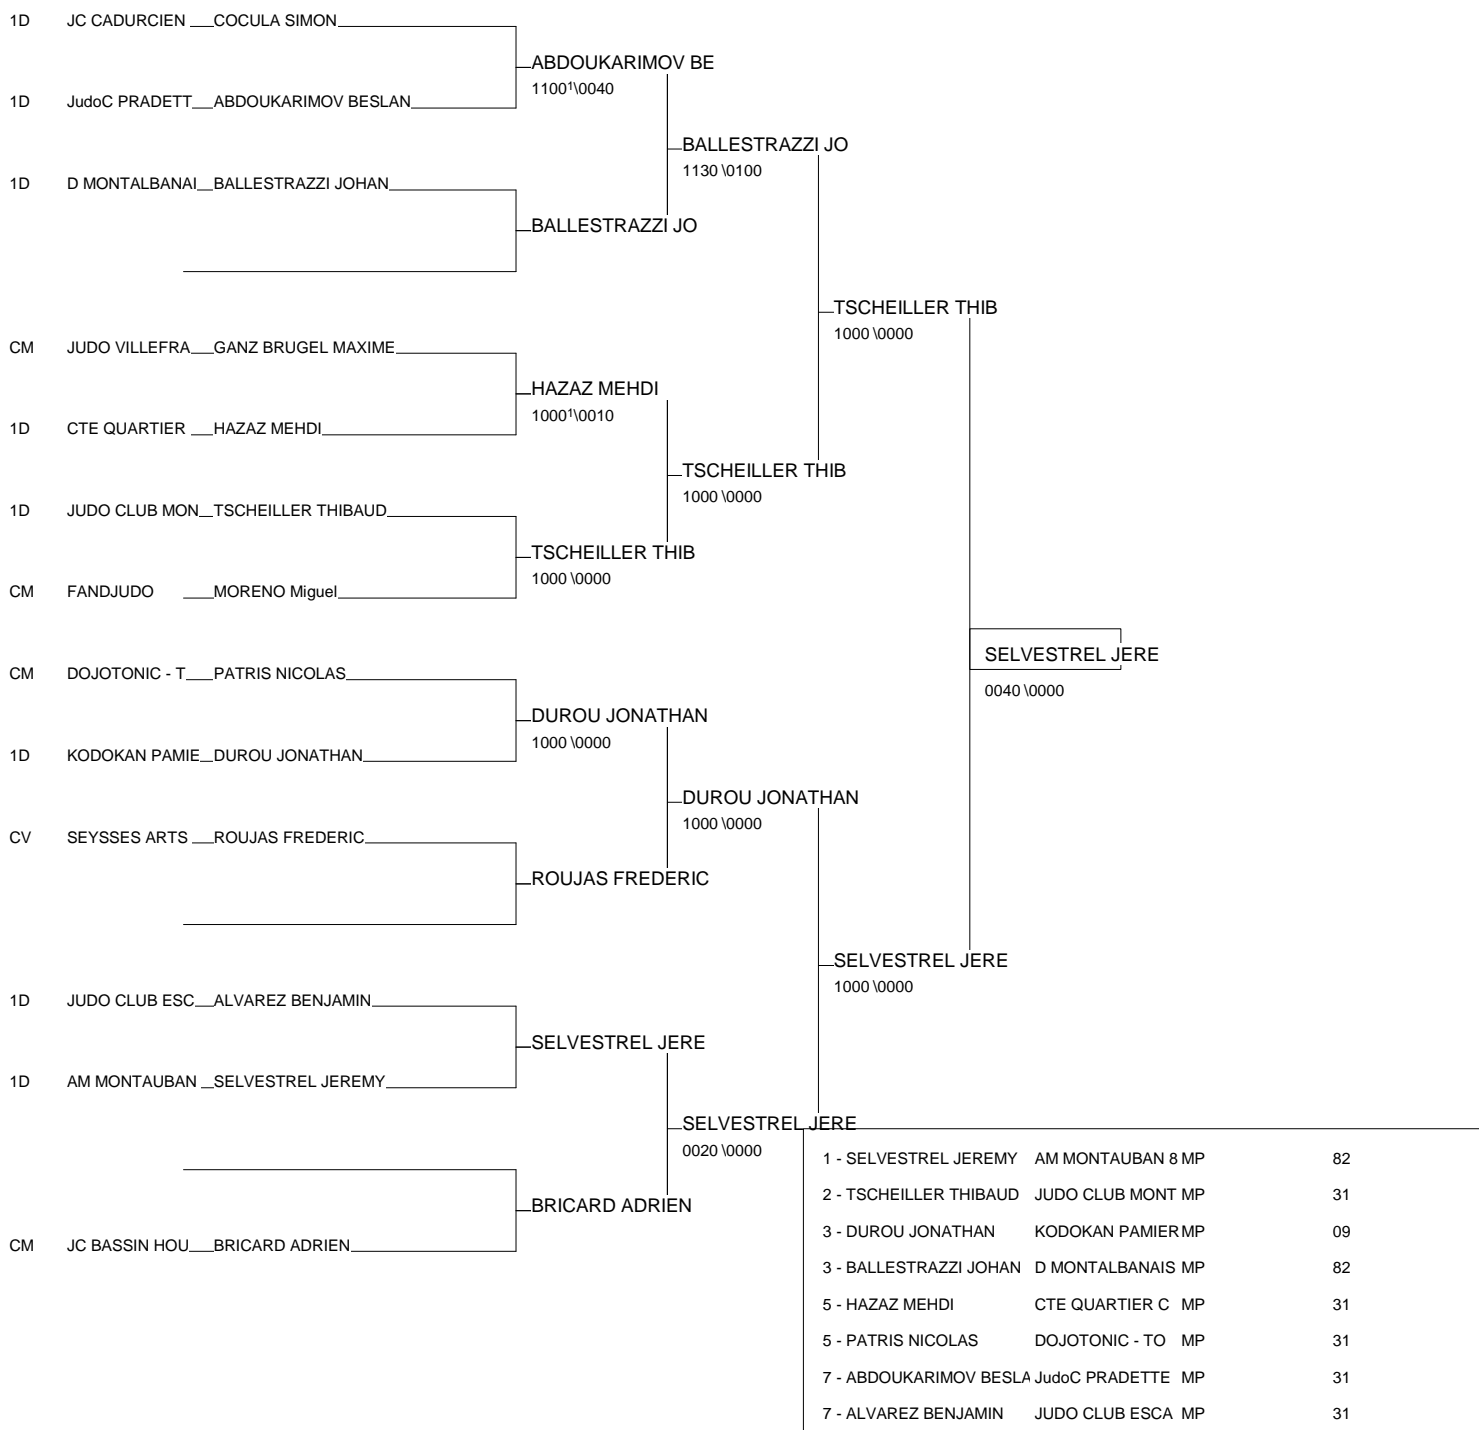 1D JC CADURCIEN COCULA SIMON
ABDOUKARIMOV BE
1100¹\0040
1D JudoC PRADETT ABDOUKARIMOV BESLAN
BALLESTRAZZI JO
1130 \0100
1D D MONTALBANAI BALLESTRAZZI JOHAN
BALLESTRAZZI JO
TSCHEILLER THIB
1000 \0000
CM JUDO VILLEFRA GANZ BRUGEL MAXIME
HAZAZ MEHDI
1000¹\0010
1D CTE QUARTIER HAZAZ MEHDI
TSCHEILLER THIB
1000 \0000
1D JUDO CLUB MON TSCHEILLER THIBAUD
TSCHEILLER THIB
1000 \0000
CM FANDJUDO MORENO Miguel
SELVESTREL JERE
0040 \0000
CM DOJOTONIC - T PATRIS NICOLAS
DUROU JONATHAN
1000 \0000
1D KODOKAN PAMIE DUROU JONATHAN
DUROU JONATHAN
1000 \0000
CV SEYSSES ARTS ROUJAS FREDERIC
ROUJAS FREDERIC
SELVESTREL JERE
1000 \0000
1D JUDO CLUB ESC ALVAREZ BENJAMIN
SELVESTREL JERE
1D AM MONTAUBAN SELVESTREL JEREMY
SELVESTREL JERE
0020 \0000
BRICARD ADRIEN
CM JC BASSIN HOU BRICARD ADRIEN
1 - SELVESTREL JEREMY AM MONTAUBAN 8 MP 82
2 - TSCHEILLER THIBAUD JUDO CLUB MONT MP 31
3 - DUROU JONATHAN KODOKAN PAMIER MP 09
3 - BALLESTRAZZI JOHAN D MONTALBANAIS MP 82
5 - HAZAZ MEHDI CTE QUARTIER C MP 31
5 - PATRIS NICOLAS DOJOTONIC - TO MP 31
7 - ABDOUKARIMOV BESLA JudoC PRADETTE MP 31
7 - ALVAREZ BENJAMIN JUDO CLUB ESCA MP 31